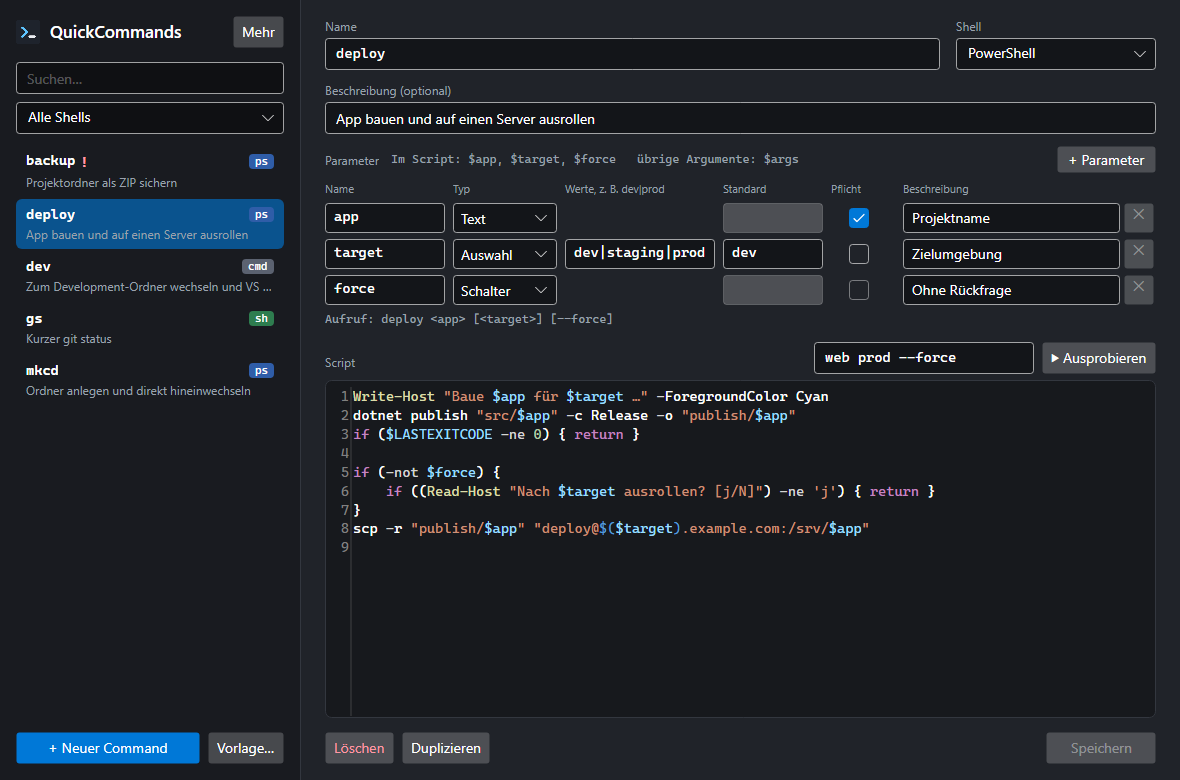 QuickCommands
Mehr
Suchen...
Alle Shells
backup !
ps
Projektordner als ZIP sichern
deploy
ps
App bauen und auf einen Server ausrollen
dev
cmd
Zum Development-Ordner wechseln und VS ...
gs
sh
Kurzer git status
mkcd
ps
Ordner anlegen und direkt hineinwechseln
+ Neuer Command
Vorlage...
Name
Shell
deploy
PowerShell
Beschreibung (optional)
App bauen und auf einen Server ausrollen
Parameter Im Script: $app, $target, $force übrige Argumente: $args
+ Parameter
Name Typ Werte, z. B. dev|prod Standard Pflicht Beschreibung
app Text Projektname
target Auswahl dev|staging|prod dev Zielumgebung
force Schalter Ohne Rückfrage
Aufruf: deploy <app> [<target>] [--force]
Script
web prod --force
Ausprobieren
1 Write-Host "Baue $app für $target …" -ForegroundColor Cyan
2 dotnet publish "src/$app" -c Release -o "publish/$app"
3 if ($LASTEXITCODE -ne 0) { return }
4
5 if (-not $force) {
6     if ((Read-Host "Nach $target ausrollen? [j/N]") -ne 'j') { return }
7 }
8 scp -r "publish/$app" "deploy@$($target).example.com:/srv/$app"
9
Löschen
Duplizieren
Speichern